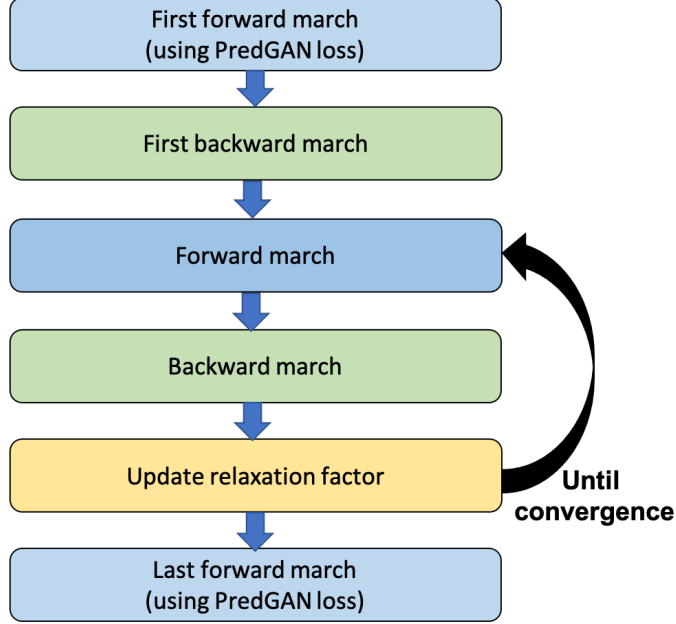 First forward march
(using PredGAN loss)
First backward march
Forward march
Backward march
Update relaxation factor
Until
convergence
Last forward march
(using PredGAN loss)